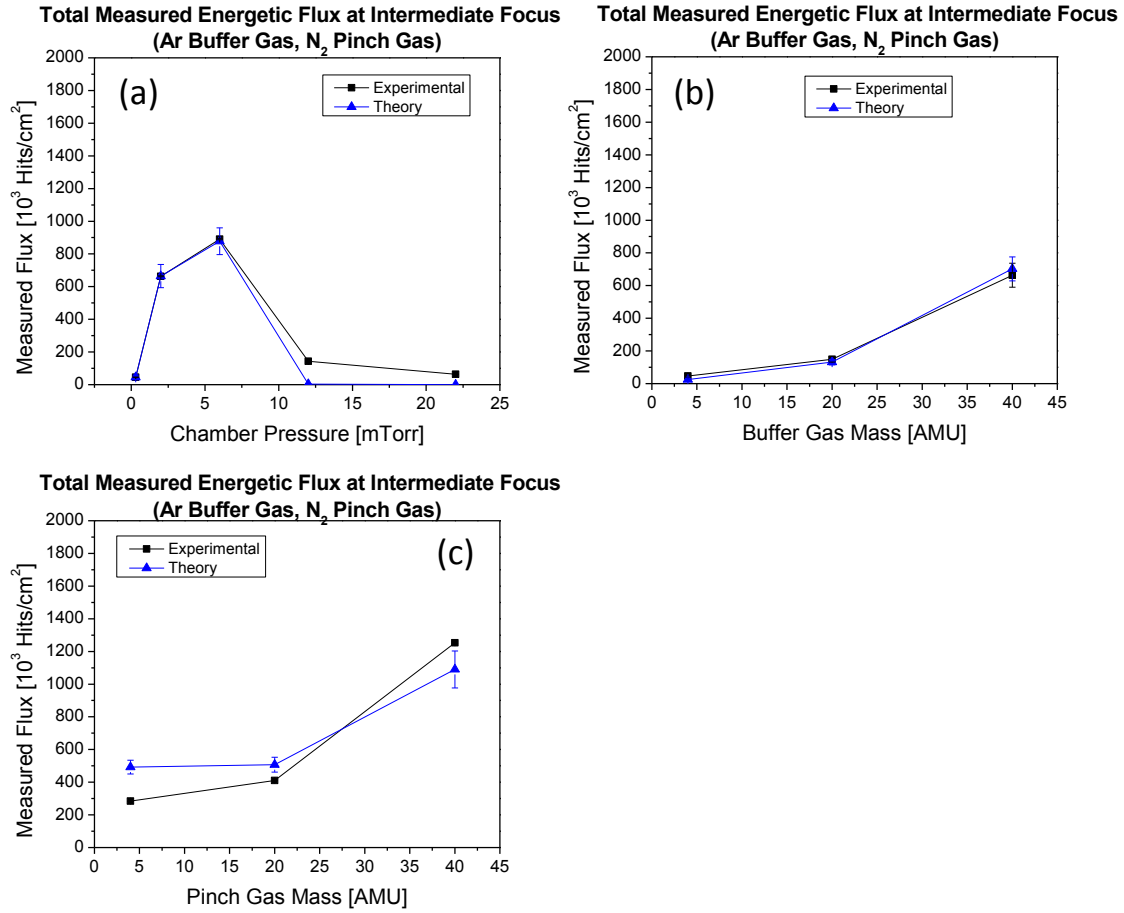 Total Measured Energetic Flux at Intermediate Focus
(Ar Buffer Gas, N₂ Pinch Gas)
(a)
Experimental
Theory
2000
1800
1600
1400
1200
1000
800
600
400
200
0
Measured Flux [10³ Hits/cm²]
0 5 10 15 20 25
Chamber Pressure [mTorr]
Total Measured Energetic Flux at Intermediate Focus
(Ar Buffer Gas, N₂ Pinch Gas)
(b)
Experimental
Theory
2000
1800
1600
1400
1200
1000
800
600
400
200
0
Measured Flux [10³ Hits/cm²]
0 5 10 15 20 25 30 35 40 45
Buffer Gas Mass [AMU]
Total Measured Energetic Flux at Intermediate Focus
(Ar Buffer Gas, N₂ Pinch Gas)
Experimental
Theory
(c)
2000
1800
1600
1400
1200
1000
800
600
400
200
0
Measured Flux [10³ Hits/cm²]
0 5 10 15 20 25 30 35 40 45
Pinch Gas Mass [AMU]